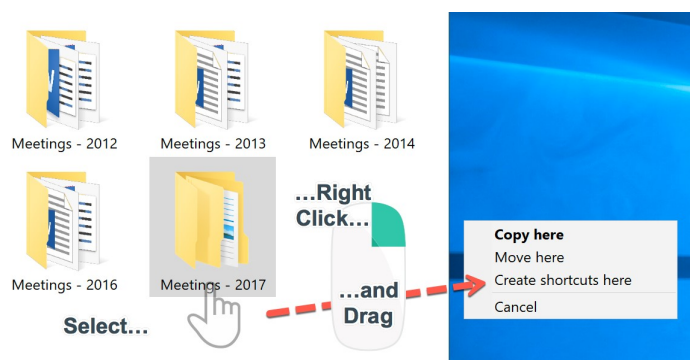 Meetings - 2012
Meetings - 2013
Meetings - 2014
Meetings - 2016
Meetings - 2017
Select...
...Right
Click...
...and
Drag
Copy here
Move here
Create shortcuts here
Cancel